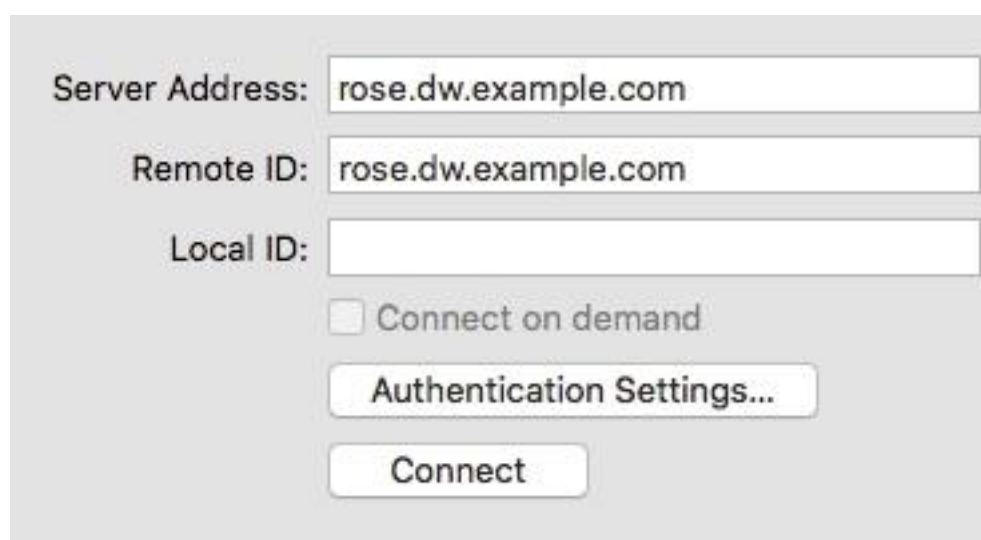 Server Address: rose.dw.example.com
Remote ID: rose.dw.example.com
Local ID:
Connect on demand
Authentication Settings...
Connect